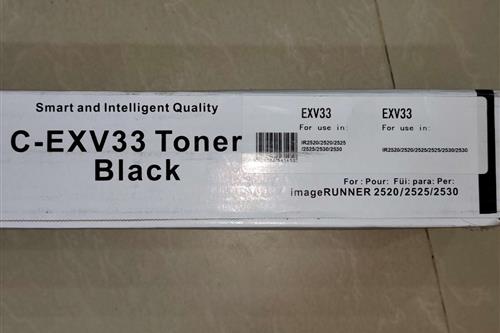 Smart and Intelligent Quality
C-EXV33 Toner
Black
EXV33
For use in:
IR2520/2520/2525
/2525/2530/2530
EXV33
For use in:
IR2520/2520/2525/2525/2530/2530
For: Pour: Füi: para: Per:
imageRUNNER 2520/2525/2530